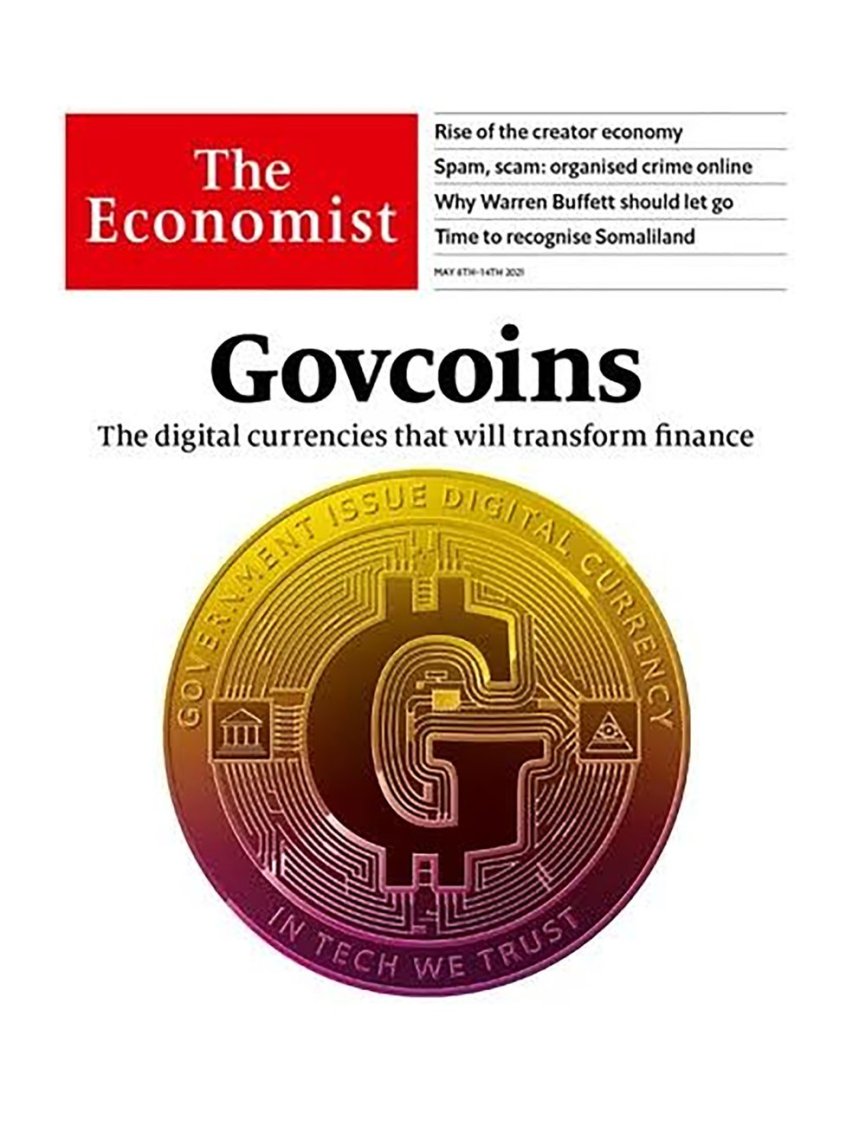 The
Economist
Rise of the creator economy
Spam, scam: organised crime online
Why Warren Buffett should let go
Time to recognise Somaliland
MAY 8TH–14TH 2021
Govcoins
The digital currencies that will transform finance
GOVERNMENT ISSUE DIGITAL CURRENCY
G
IN TECH WE TRUST